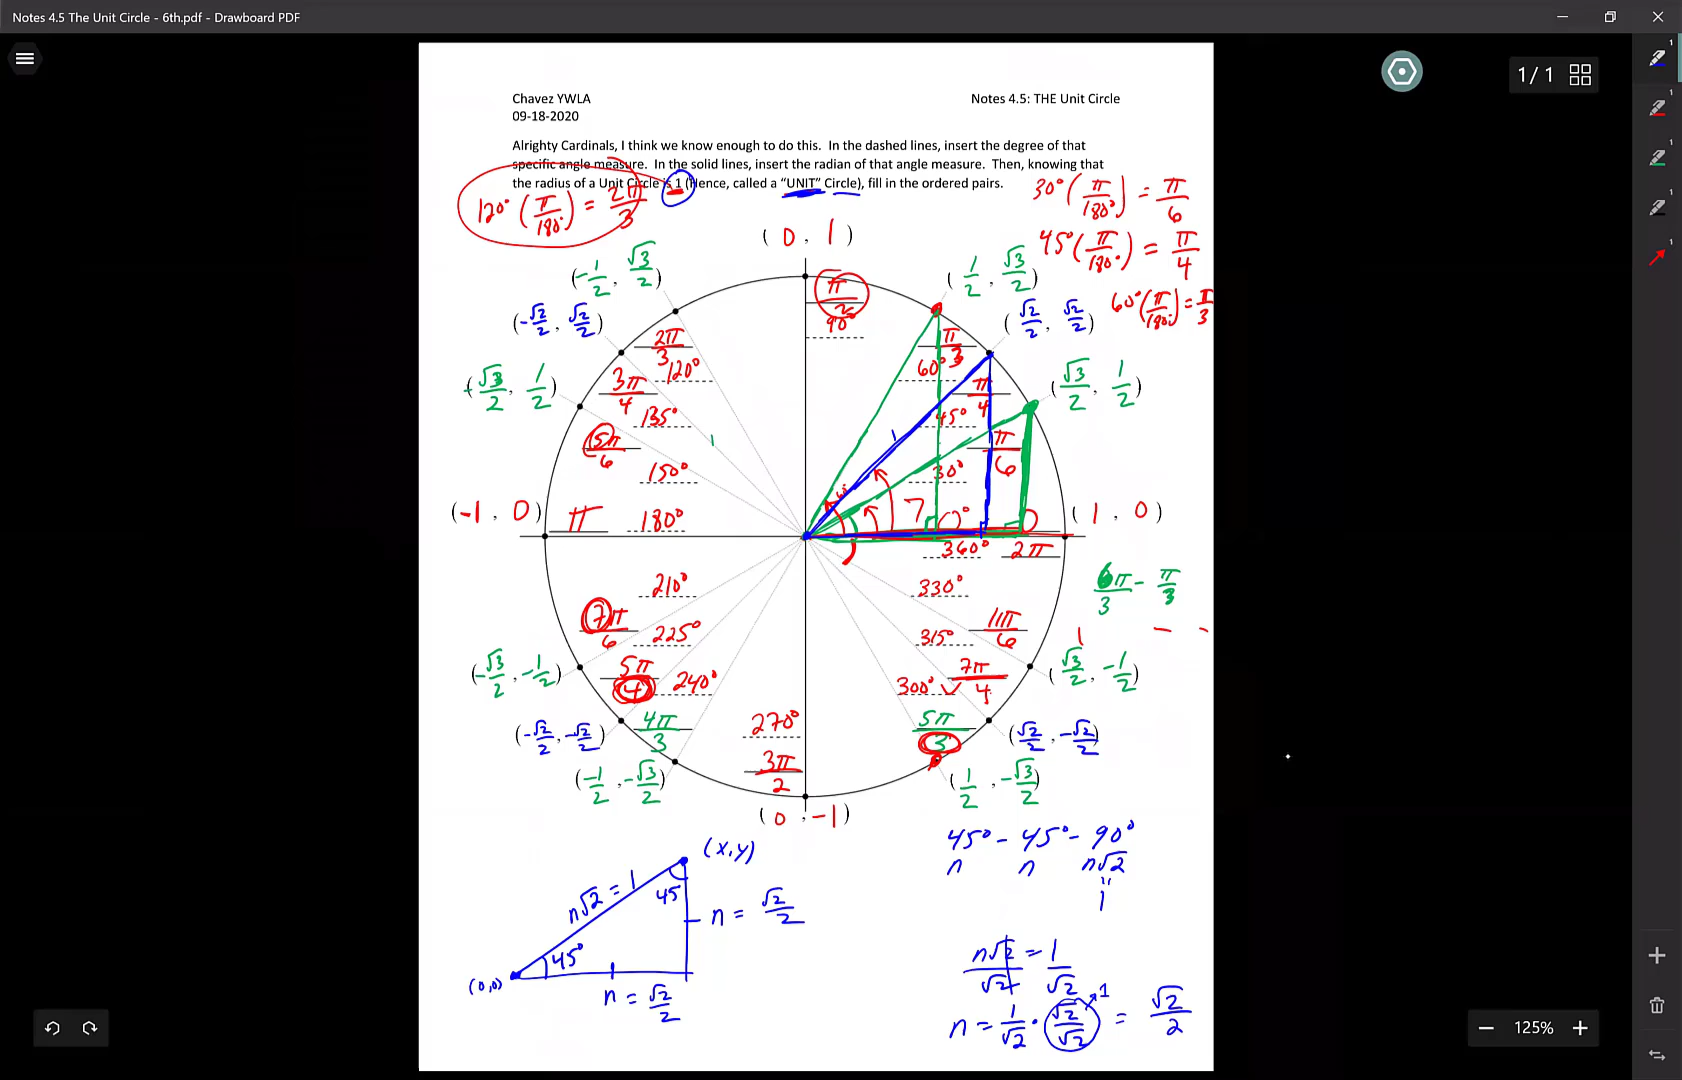 Notes 4.5 The Unit Circle - 6th.pdf - Drawboard PDF
1 / 1
Chavez YWLA
Notes 4.5: THE Unit Circle
09-18-2020
Alrighty Cardinals, I think we know enough to do this. In the dashed lines, insert the degree of that
specific angle measure. In the solid lines, insert the radian of that angle measure. Then, knowing that
the radius of a Unit Circle is 1 (Hence, called a “UNIT” Circle), fill in the ordered pairs.
120° (π/180°) = 2π/3
30° (π/180°) = π/6
45° (π/180°) = π/4
60° (π/180°) = π/3
(0, 1)
(-1/2, √3/2)
π/2
90°
(1/2, √3/2)
(-√2/2, √2/2)
(√2/2, √2/2)
2π/3
120°
π/3
60°
(-√3/2, 1/2)
3π/4
135°
π/4
45°
(√3/2, 1/2)
5π/6
150°
π/6
30°
1
1
(-1, 0)
π
180°
0°
0
(1, 0)
360°
2π
6π/3 - π/3
210°
7π/6
330°
11π/6
225°
5π/4
315°
7π/4
(-√3/2, -1/2)
240°
4π/3
300°
5π/3
(√3/2, -1/2)
(-√2/2, -√2/2)
270°
3π/2
(√2/2, -√2/2)
(-1/2, -√3/2)
(1/2, -√3/2)
(0, -1)
45° - 45° - 90°
n n n√2
"
1
(x,y)
n√2 = 1
45
n = √2/2
45°
(0,0)
n = √2/2
n√2/√2 = 1/√2
n = 1/√2 · √2/√2 = √2/2
1
125%